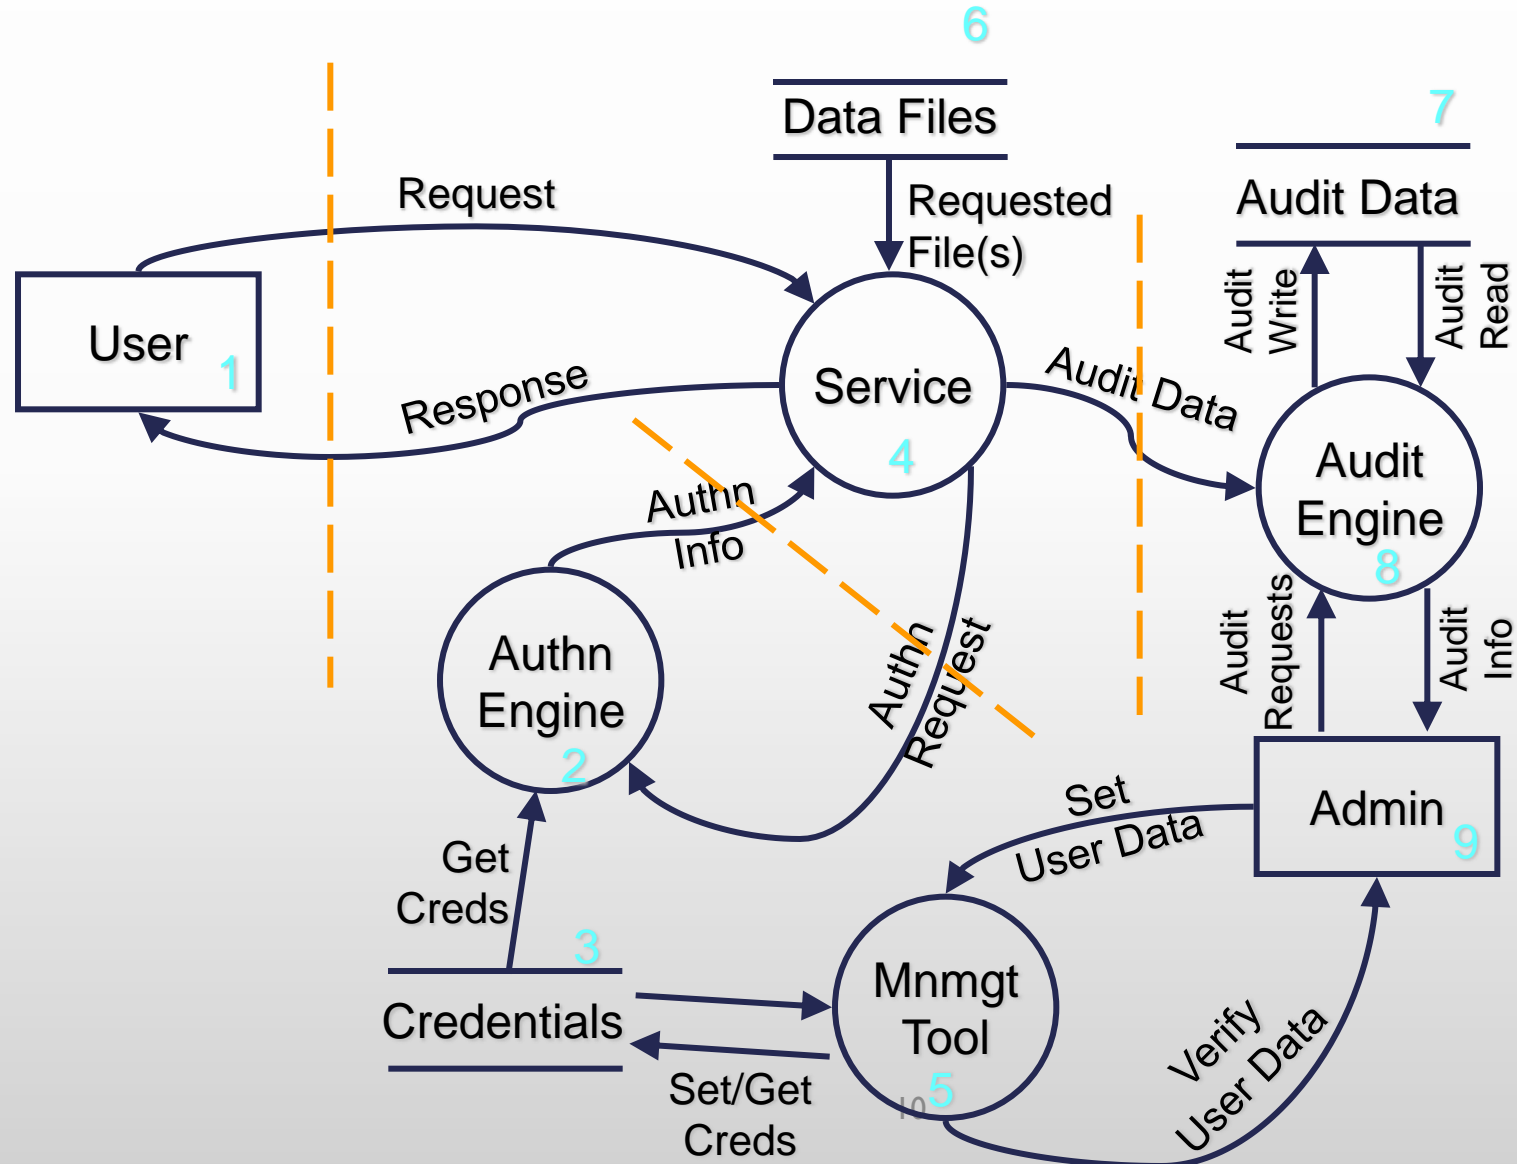 6
Data Files
7
Request
Requested
File(s)
Audit Data
Audit
Write
Audit
Read
User
1
Response
Service
4
Audit Data
Audit
Engine
8
Authn
Info
Authn
Engine
2
Authn
Request
Audit
Requests
Audit
Info
Set
User Data
Admin
9
Get
Creds
3
Credentials
Mnmgt
Tool
5
10
Set/Get
Creds
Verify
User Data